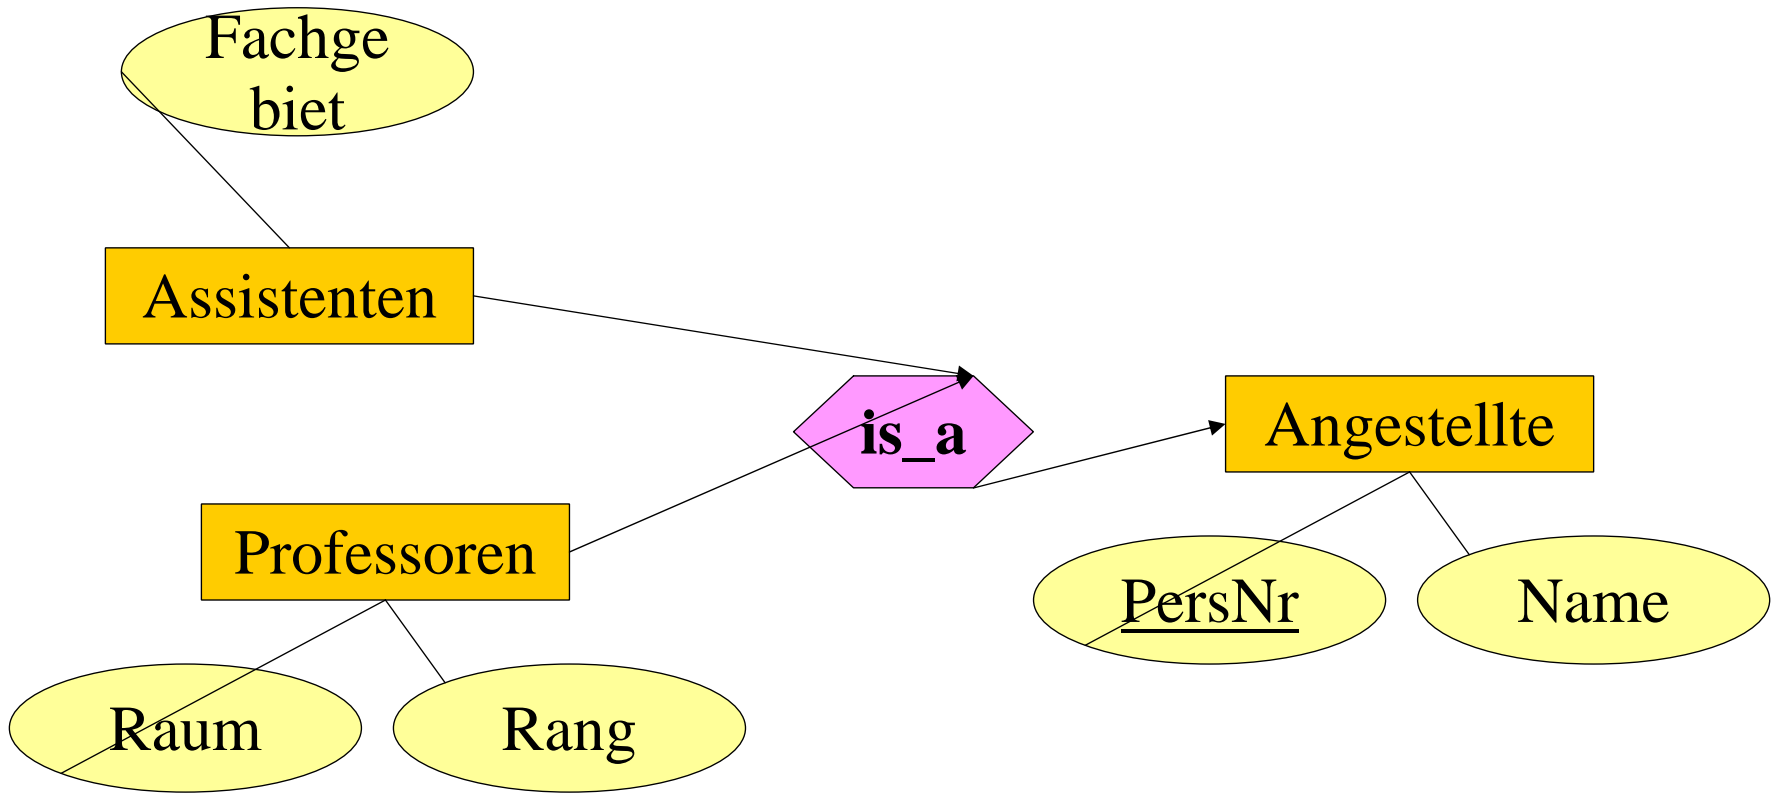 Fachge
biet
Assistenten
is_a
Angestellte
Professoren
PersNr
Name
Raum
Rang